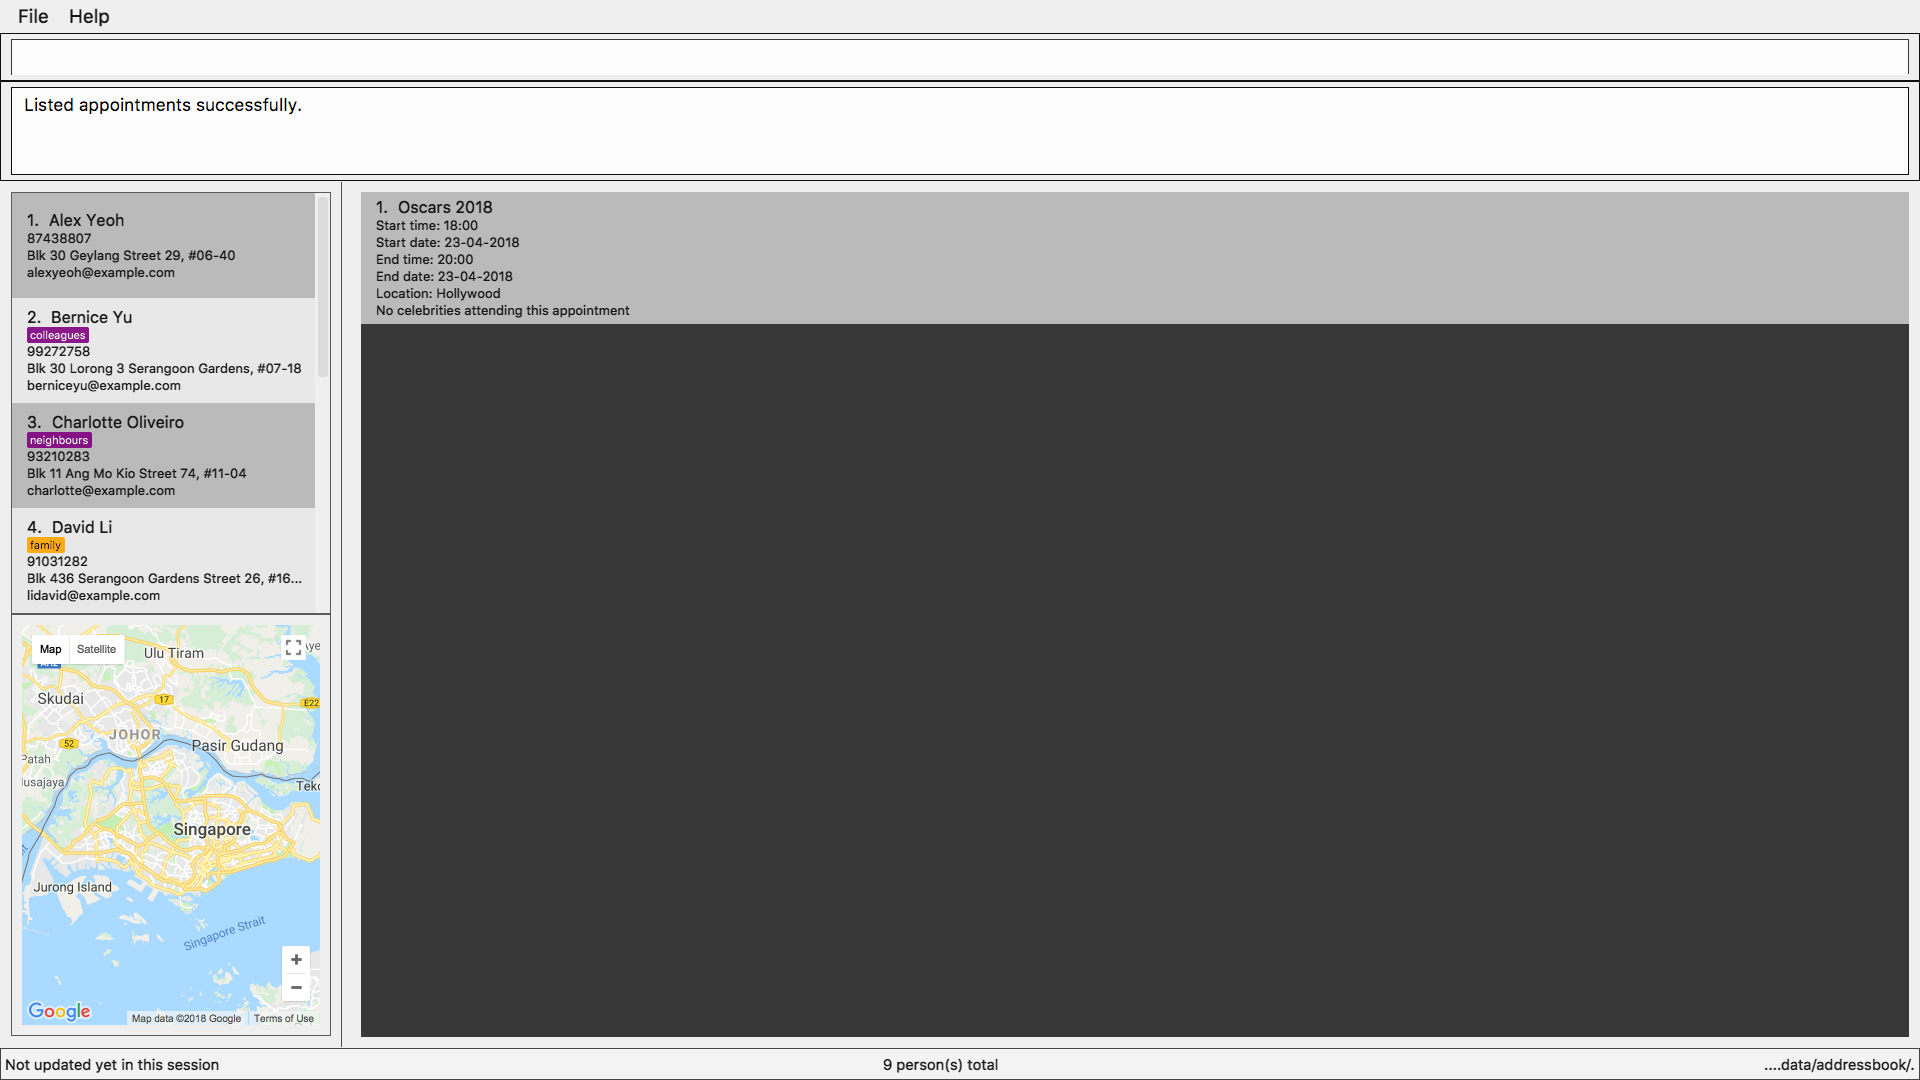 File Help
Listed appointments successfully.
1. Alex Yeoh
87438807
Blk 30 Geylang Street 29, #06-40
alexyeoh@example.com
2. Bernice Yu
colleagues
99272758
Blk 30 Lorong 3 Serangoon Gardens, #07-18
berniceyu@example.com
3. Charlotte Oliveiro
neighbours
93210283
Blk 11 Ang Mo Kio Street 74, #11-04
charlotte@example.com
4. David Li
family
91031282
Blk 436 Serangoon Gardens Street 26, #16...
lidavid@example.com
1. Oscars 2018
Start time: 18:00
Start date: 23-04-2018
End time: 20:00
End date: 23-04-2018
Location: Hollywood
No celebrities attending this appointment
Map Satellite
Ulu Tiram
Skudai
17
E22
JOHOR
52
Pasir Gudang
Patah
usajaya
Teko
Singapore
Jurong Island
Singapore Strait
+
−
Google
Map data ©2018 Google Terms of Use
Not updated yet in this session
9 person(s) total
....data/addressbook/.